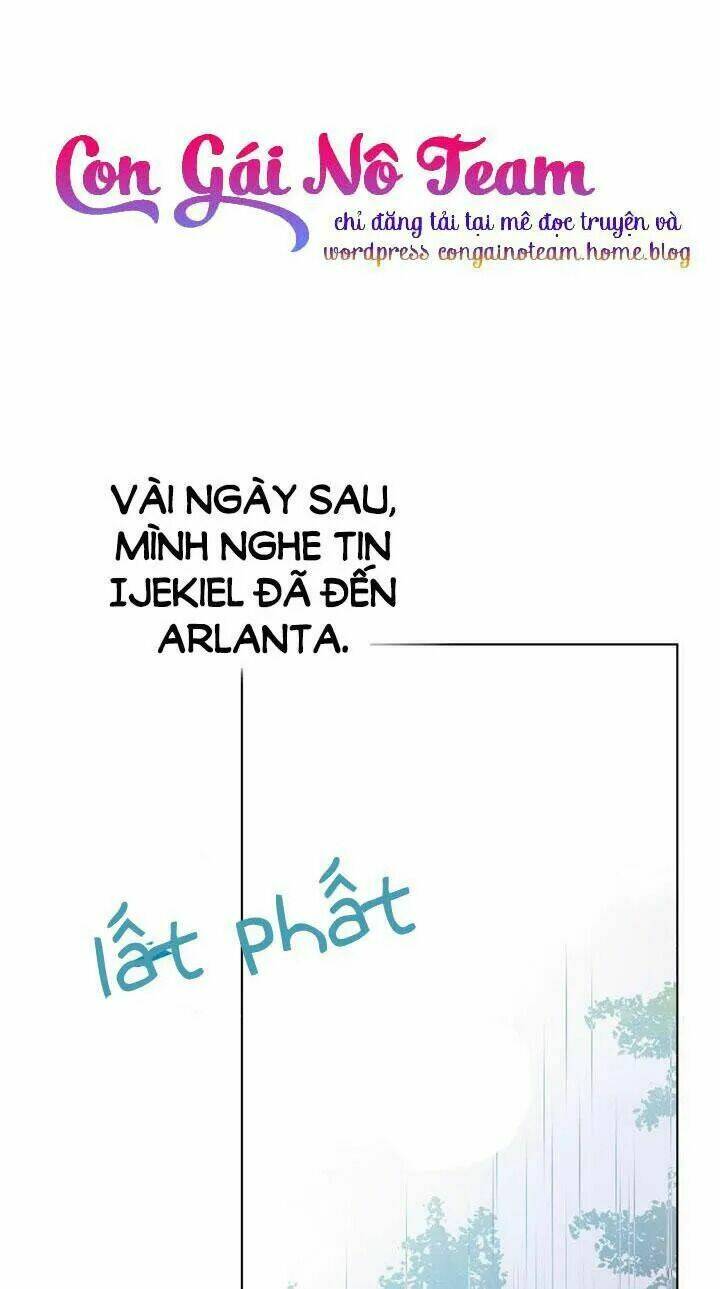 Con Gái Nô Team
chỉ đăng tải tại mê đọc truyện và
wordpress congainoteam.home.blog
VÀI NGÀY SAU,
MÌNH NGHE TIN
IJEKIEL ĐÃ ĐẾN
ARLANTA.
lất phất